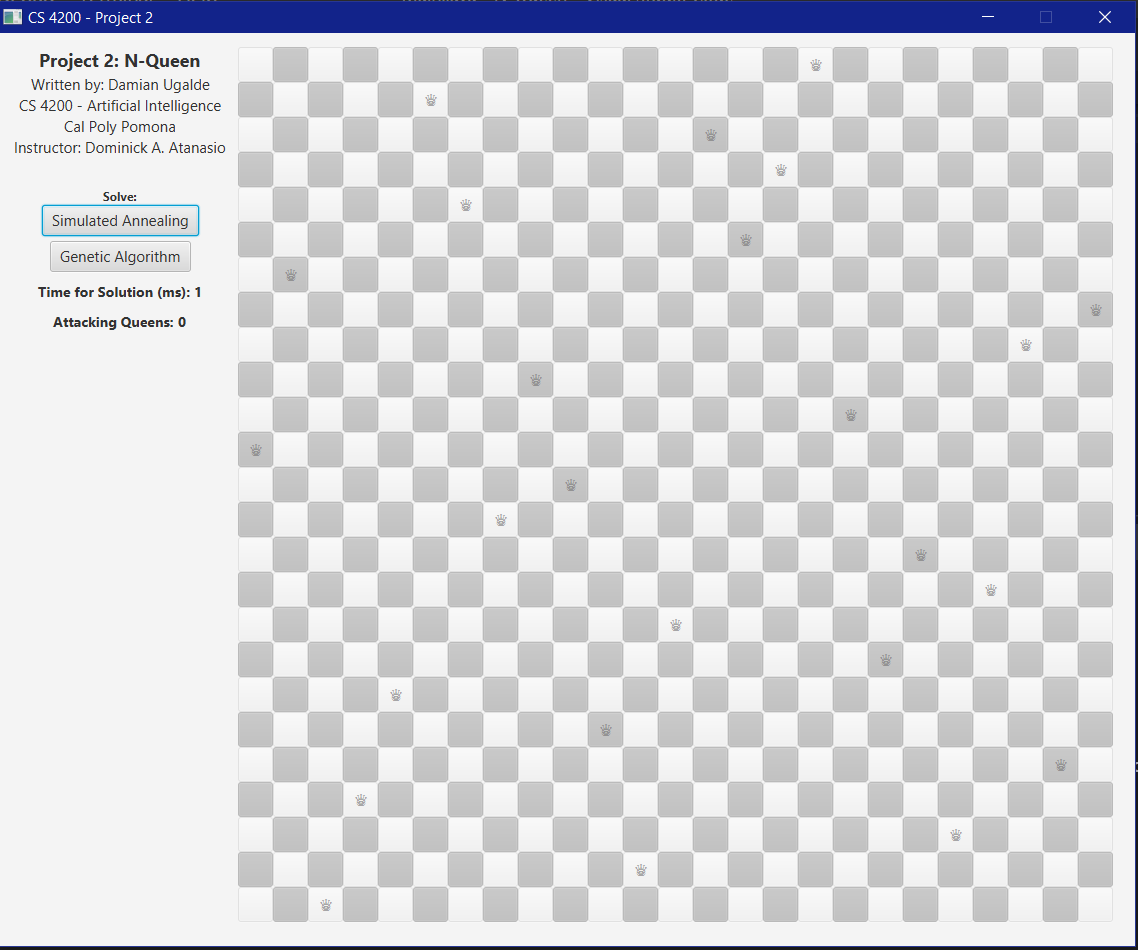 CS 4200 - Project 2
Project 2: N-Queen
Written by: Damian Ugalde
CS 4200 - Artificial Intelligence
Cal Poly Pomona
Instructor: Dominick A. Atanasio
Solve:
Simulated Annealing
Genetic Algorithm
Time for Solution (ms): 1
Attacking Queens: 0